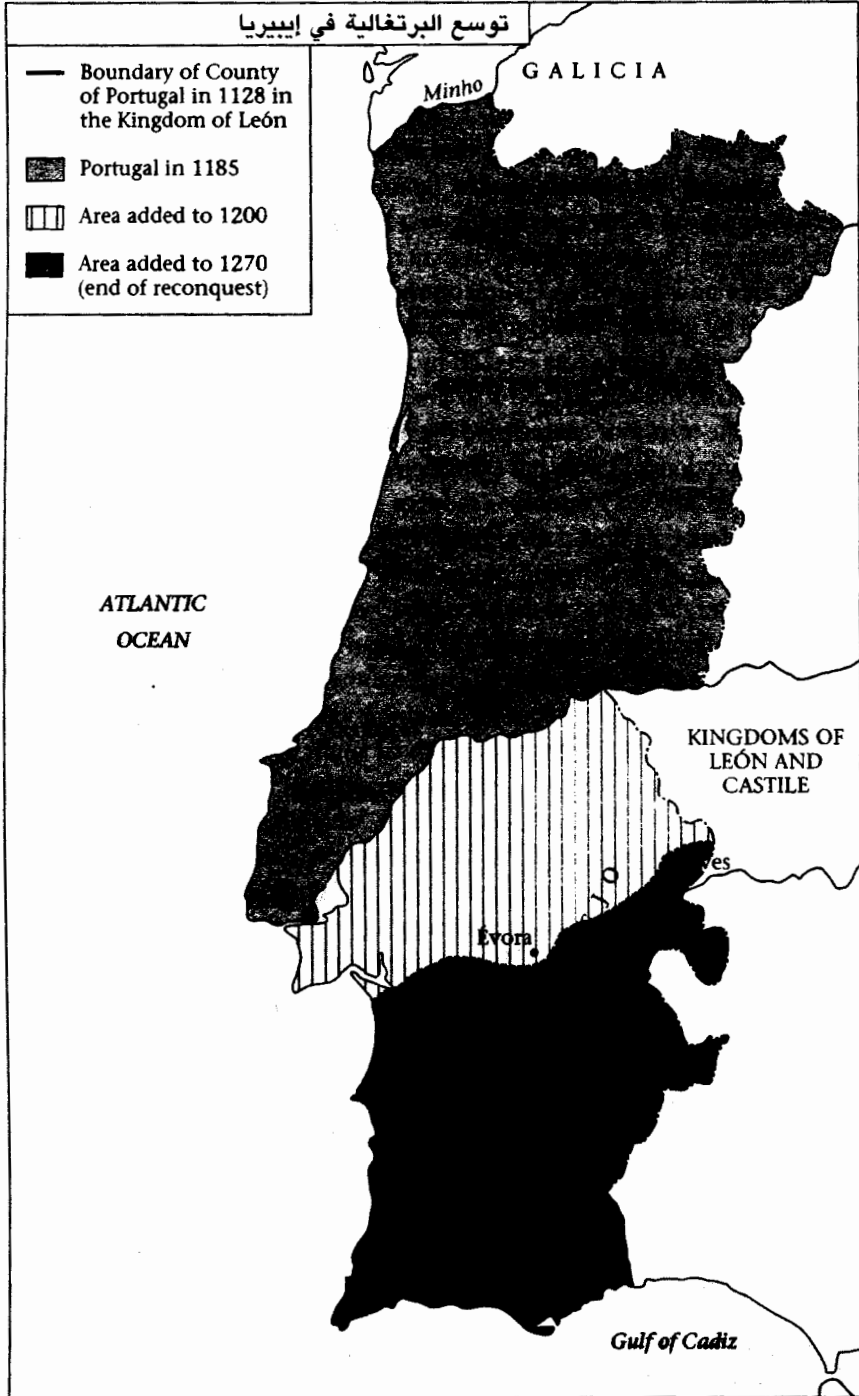 توسع البرتغالية في إيبيريا
Boundary of County
of Portugal in 1128 in
the Kingdom of León
Portugal in 1185
Area added to 1200
Area added to 1270
(end of reconquest)
GALICIA
Minho
ATLANTIC
OCEAN
KINGDOMS OF
LEÓN AND
CASTILE
Évora
Gulf of Cadiz